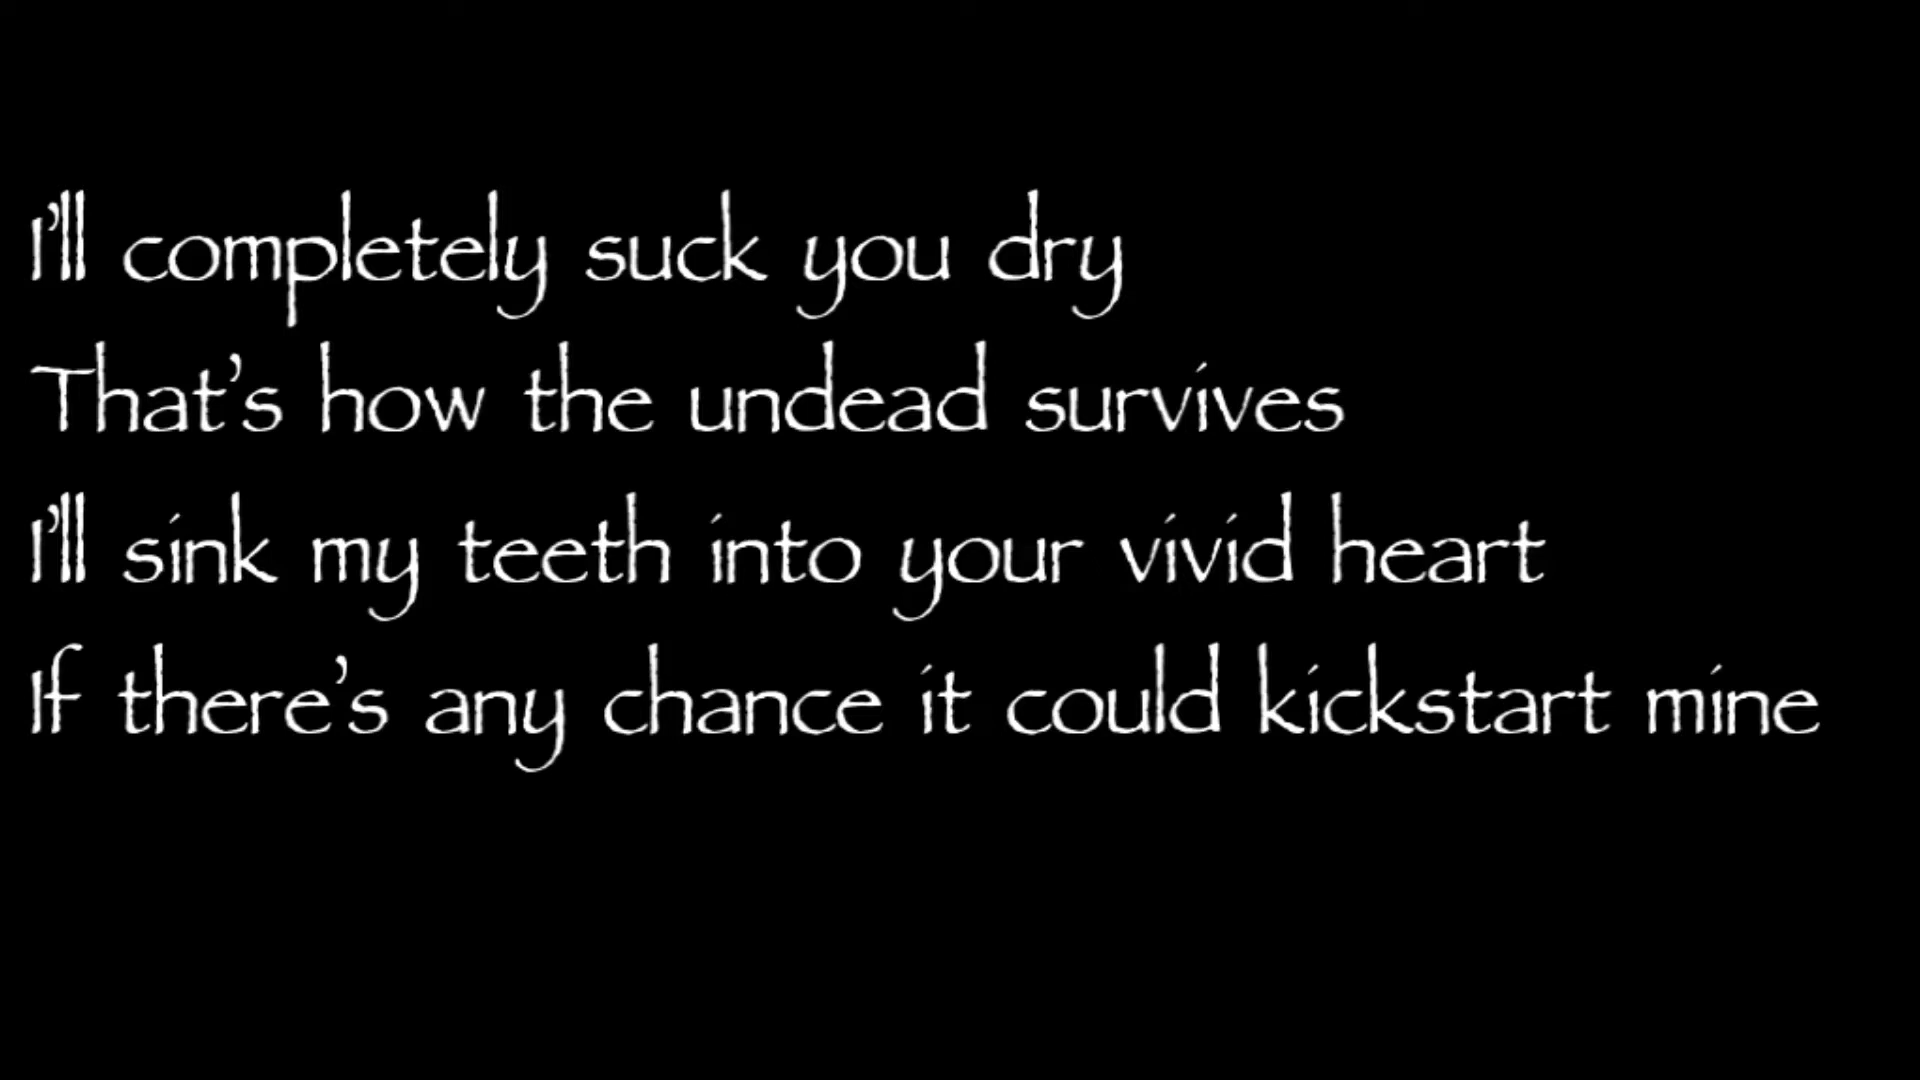 I'll completely suck you dry
That's how the undead survives
I'll sink my teeth into your vivid heart
If there's any chance it could kickstart mine